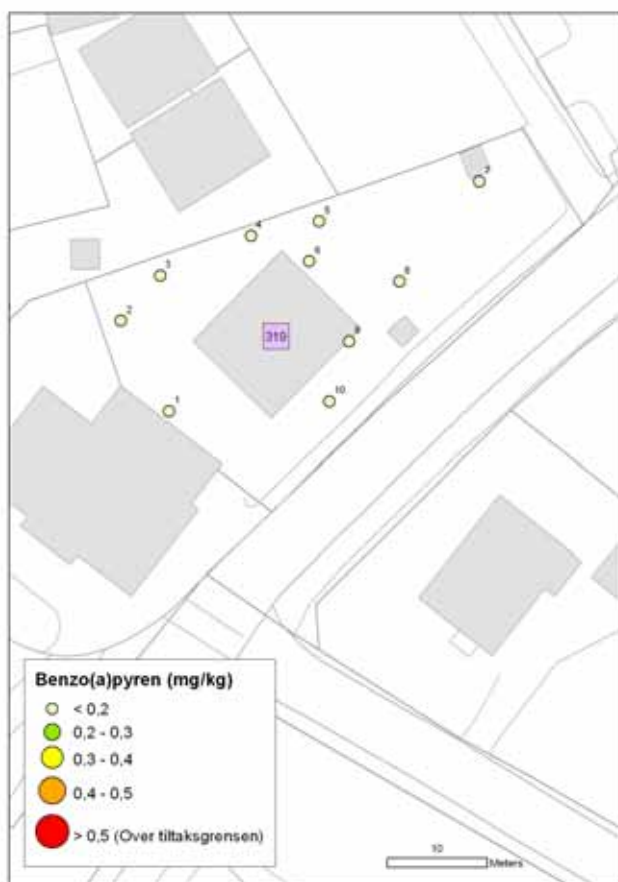 7
5
4
6
3
8
2
319
9
10
1
Benzo(a)pyren (mg/kg)
< 0,2
0,2 - 0,3
0,3 - 0,4
0,4 - 0,5
> 0,5 (Over tiltaksgrensen)
10
Meters